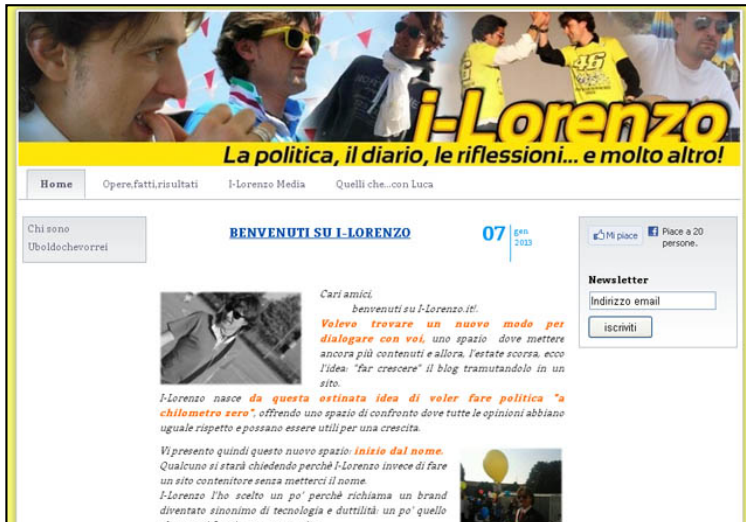 46
i-Lorenzo
La politica, il diario, le riflessioni... e molto altro!
Home Opere,fatti,risultati I-Lorenzo Media Quelli che...con Luca
Chi sono
Uboldochevorrei
BENVENUTI SU I-LORENZO
07 gen
2013
Mi piace
Piace a 20
persone.
Newsletter
Indirizzo email
iscriviti
Cari amici,
benvenuti su I-Lorenzo.it!.
Volevo trovare un nuovo modo per
dialogare con voi, uno spazio dove mettere
ancora più contenuti e allora, l'estate scorsa, ecco
l'idea: "far crescere" il blog tramutandolo in un
sito.
I-Lorenzo nasce da questa ostinata idea di voler fare politica "a
chilometro zero", offrendo uno spazio di confronto dove tutte le opinioni abbiano
uguale rispetto e possano essere utili per una crescita.
Vi presento quindi questo nuovo spazio: inizio dal nome.
Qualcuno si starà chiedendo perchè I-Lorenzo invece di fare
un sito contenitore senza metterci il nome.
I-Lorenzo l'ho scelto un po' perchè richiama un brand
diventato sinonimo di tecnologia e duttilità: un po' quello